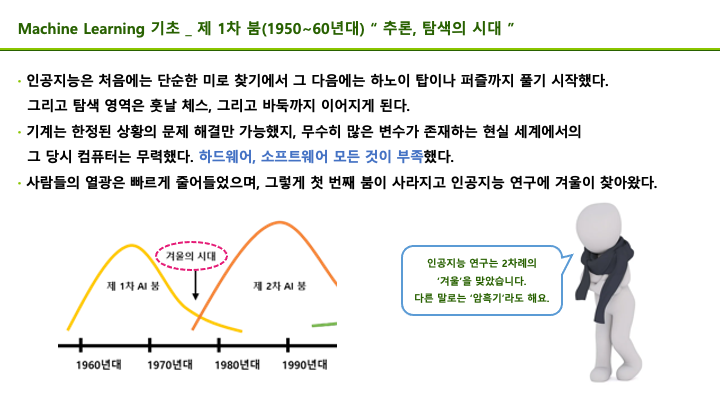 Machine Learning 기초 _ 제 1차 붐(1950~60년대) “ 추론, 탐색의 시대 ”
· 인공지능은 처음에는 단순한 미로 찾기에서 그 다음에는 하노이 탑이나 퍼즐까지 풀기 시작했다.
그리고 탐색 영역은 훗날 체스, 그리고 바둑까지 이어지게 된다.
· 기계는 한정된 상황의 문제 해결만 가능했지, 무수히 많은 변수가 존재하는 현실 세계에서의
그 당시 컴퓨터는 무력했다. 하드웨어, 소프트웨어 모든 것이 부족했다.
· 사람들의 열광은 빠르게 줄어들었으며, 그렇게 첫 번째 붐이 사라지고 인공지능 연구에 겨울이 찾아왔다.
겨울의 시대
제 1차 AI 붐
제 2차 AI 붐
1960년대
1970년대
1980년대
1990년대
인공지능 연구는 2차례의
‘겨울’을 맞았습니다.
다른 말로는 ‘암흑기’라도 해요.